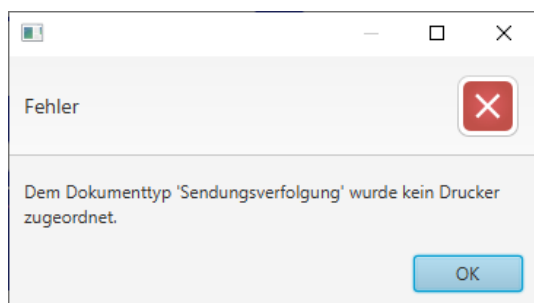 Fehler
Dem Dokumenttyp 'Sendungsverfolgung' wurde kein Drucker
zugeordnet.
OK